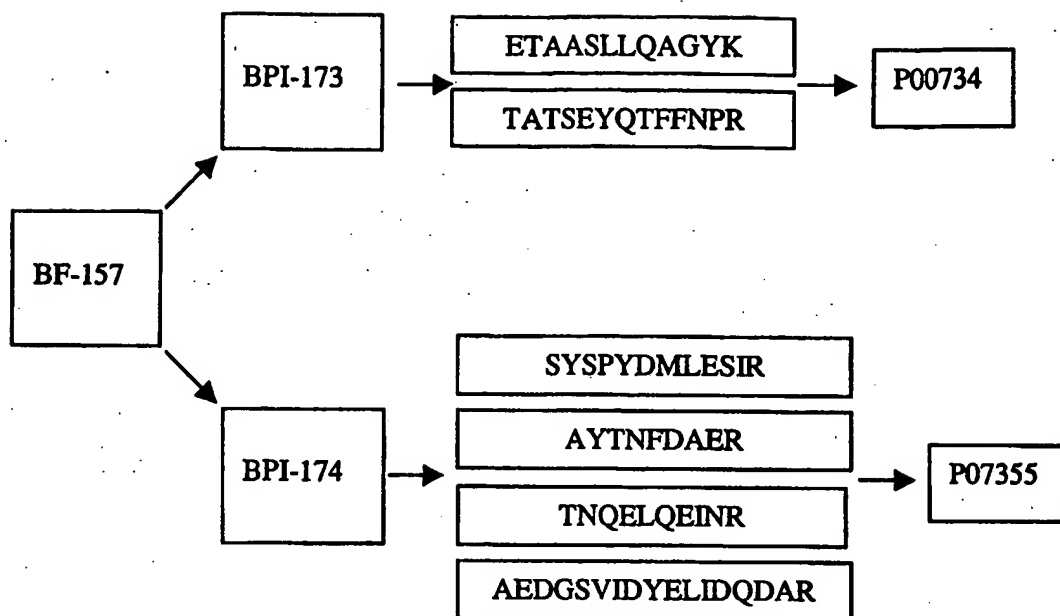 BF-157
BPI-173
ETAASLLQAGYK
TATSEYQTFFNPR
P00734
BPI-174
SYSPYDMLESIR
AYTNFDAER
TNQELQEINR
AEDGSVIDYELIDQDAR
P07355